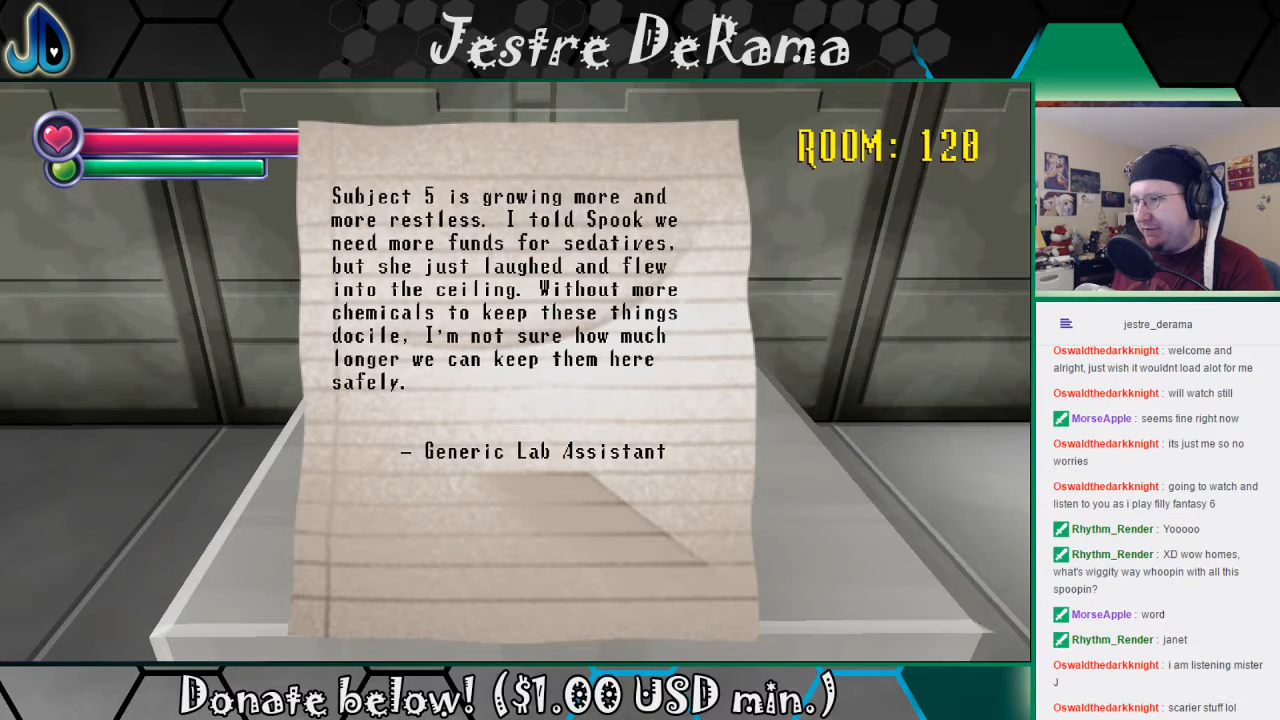 JD
Jestre DeRama
ROOM: 120
Subject 5 is growing more and
more restless. I told Spook we
need more funds for sedatives,
but she just laughed and flew
into the ceiling. Without more
chemicals to keep these things
docile, I'm not sure how much
longer we can keep them here
safely.
- Generic Lab Assistant
jestre_derama
Oswaldthedarkknight : welcome and
alright, just wish it wouldnt load alot for me
Oswaldthedarkknight : will watch still
MorseApple : seems fine right now
Oswaldthedarkknight : its just me so no
worries
Oswaldthedarkknight : going to watch and
listen to you as i play filly fantasy 6
Rhythm_Render : Yooooo
Rhythm_Render : XD wow homes,
what's wiggity way whoopin with all this
spoopin?
MorseApple : word
Rhythm_Render : janet
Oswaldthedarkknight : i am listening mister
J
Oswaldthedarkknight : scarier stuff lol
Donate below! ($1.00 USD min.)